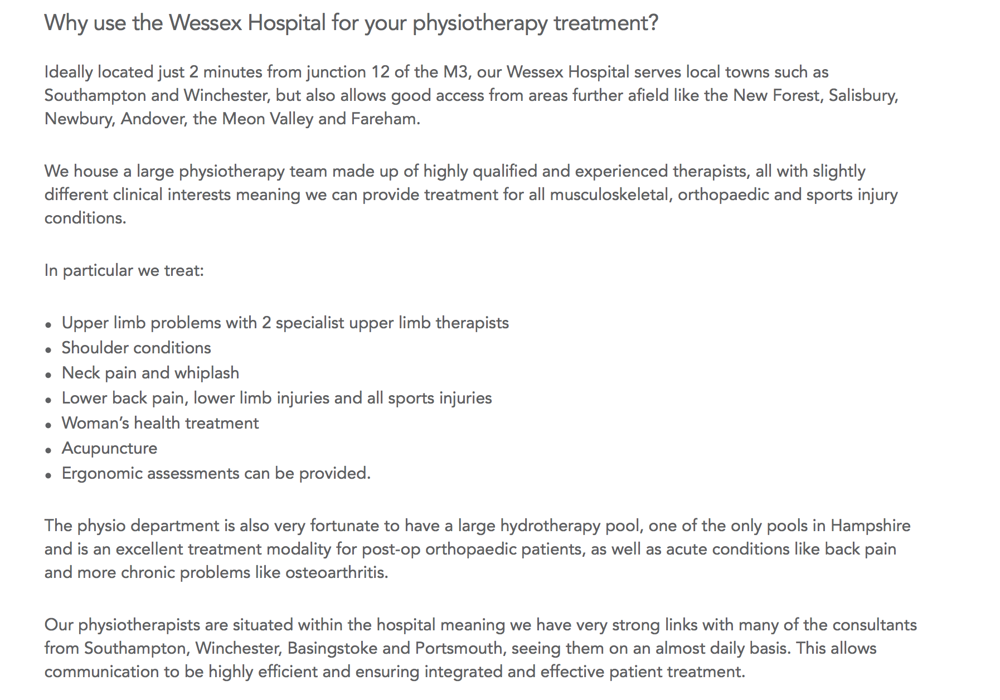 Why use the Wessex Hospital for your physiotherapy treatment?
Ideally located just 2 minutes from junction 12 of the M3, our Wessex Hospital serves local towns such as
Southampton and Winchester, but also allows good access from areas further afield like the New Forest, Salisbury,
Newbury, Andover, the Meon Valley and Fareham.
We house a large physiotherapy team made up of highly qualified and experienced therapists, all with slightly
different clinical interests meaning we can provide treatment for all musculoskeletal, orthopaedic and sports injury
conditions.
In particular we treat:
• Upper limb problems with 2 specialist upper limb therapists
• Shoulder conditions
• Neck pain and whiplash
• Lower back pain, lower limb injuries and all sports injuries
• Woman’s health treatment
• Acupuncture
• Ergonomic assessments can be provided.
The physio department is also very fortunate to have a large hydrotherapy pool, one of the only pools in Hampshire
and is an excellent treatment modality for post-op orthopaedic patients, as well as acute conditions like back pain
and more chronic problems like osteoarthritis.
Our physiotherapists are situated within the hospital meaning we have very strong links with many of the consultants
from Southampton, Winchester, Basingstoke and Portsmouth, seeing them on an almost daily basis. This allows
communication to be highly efficient and ensuring integrated and effective patient treatment.